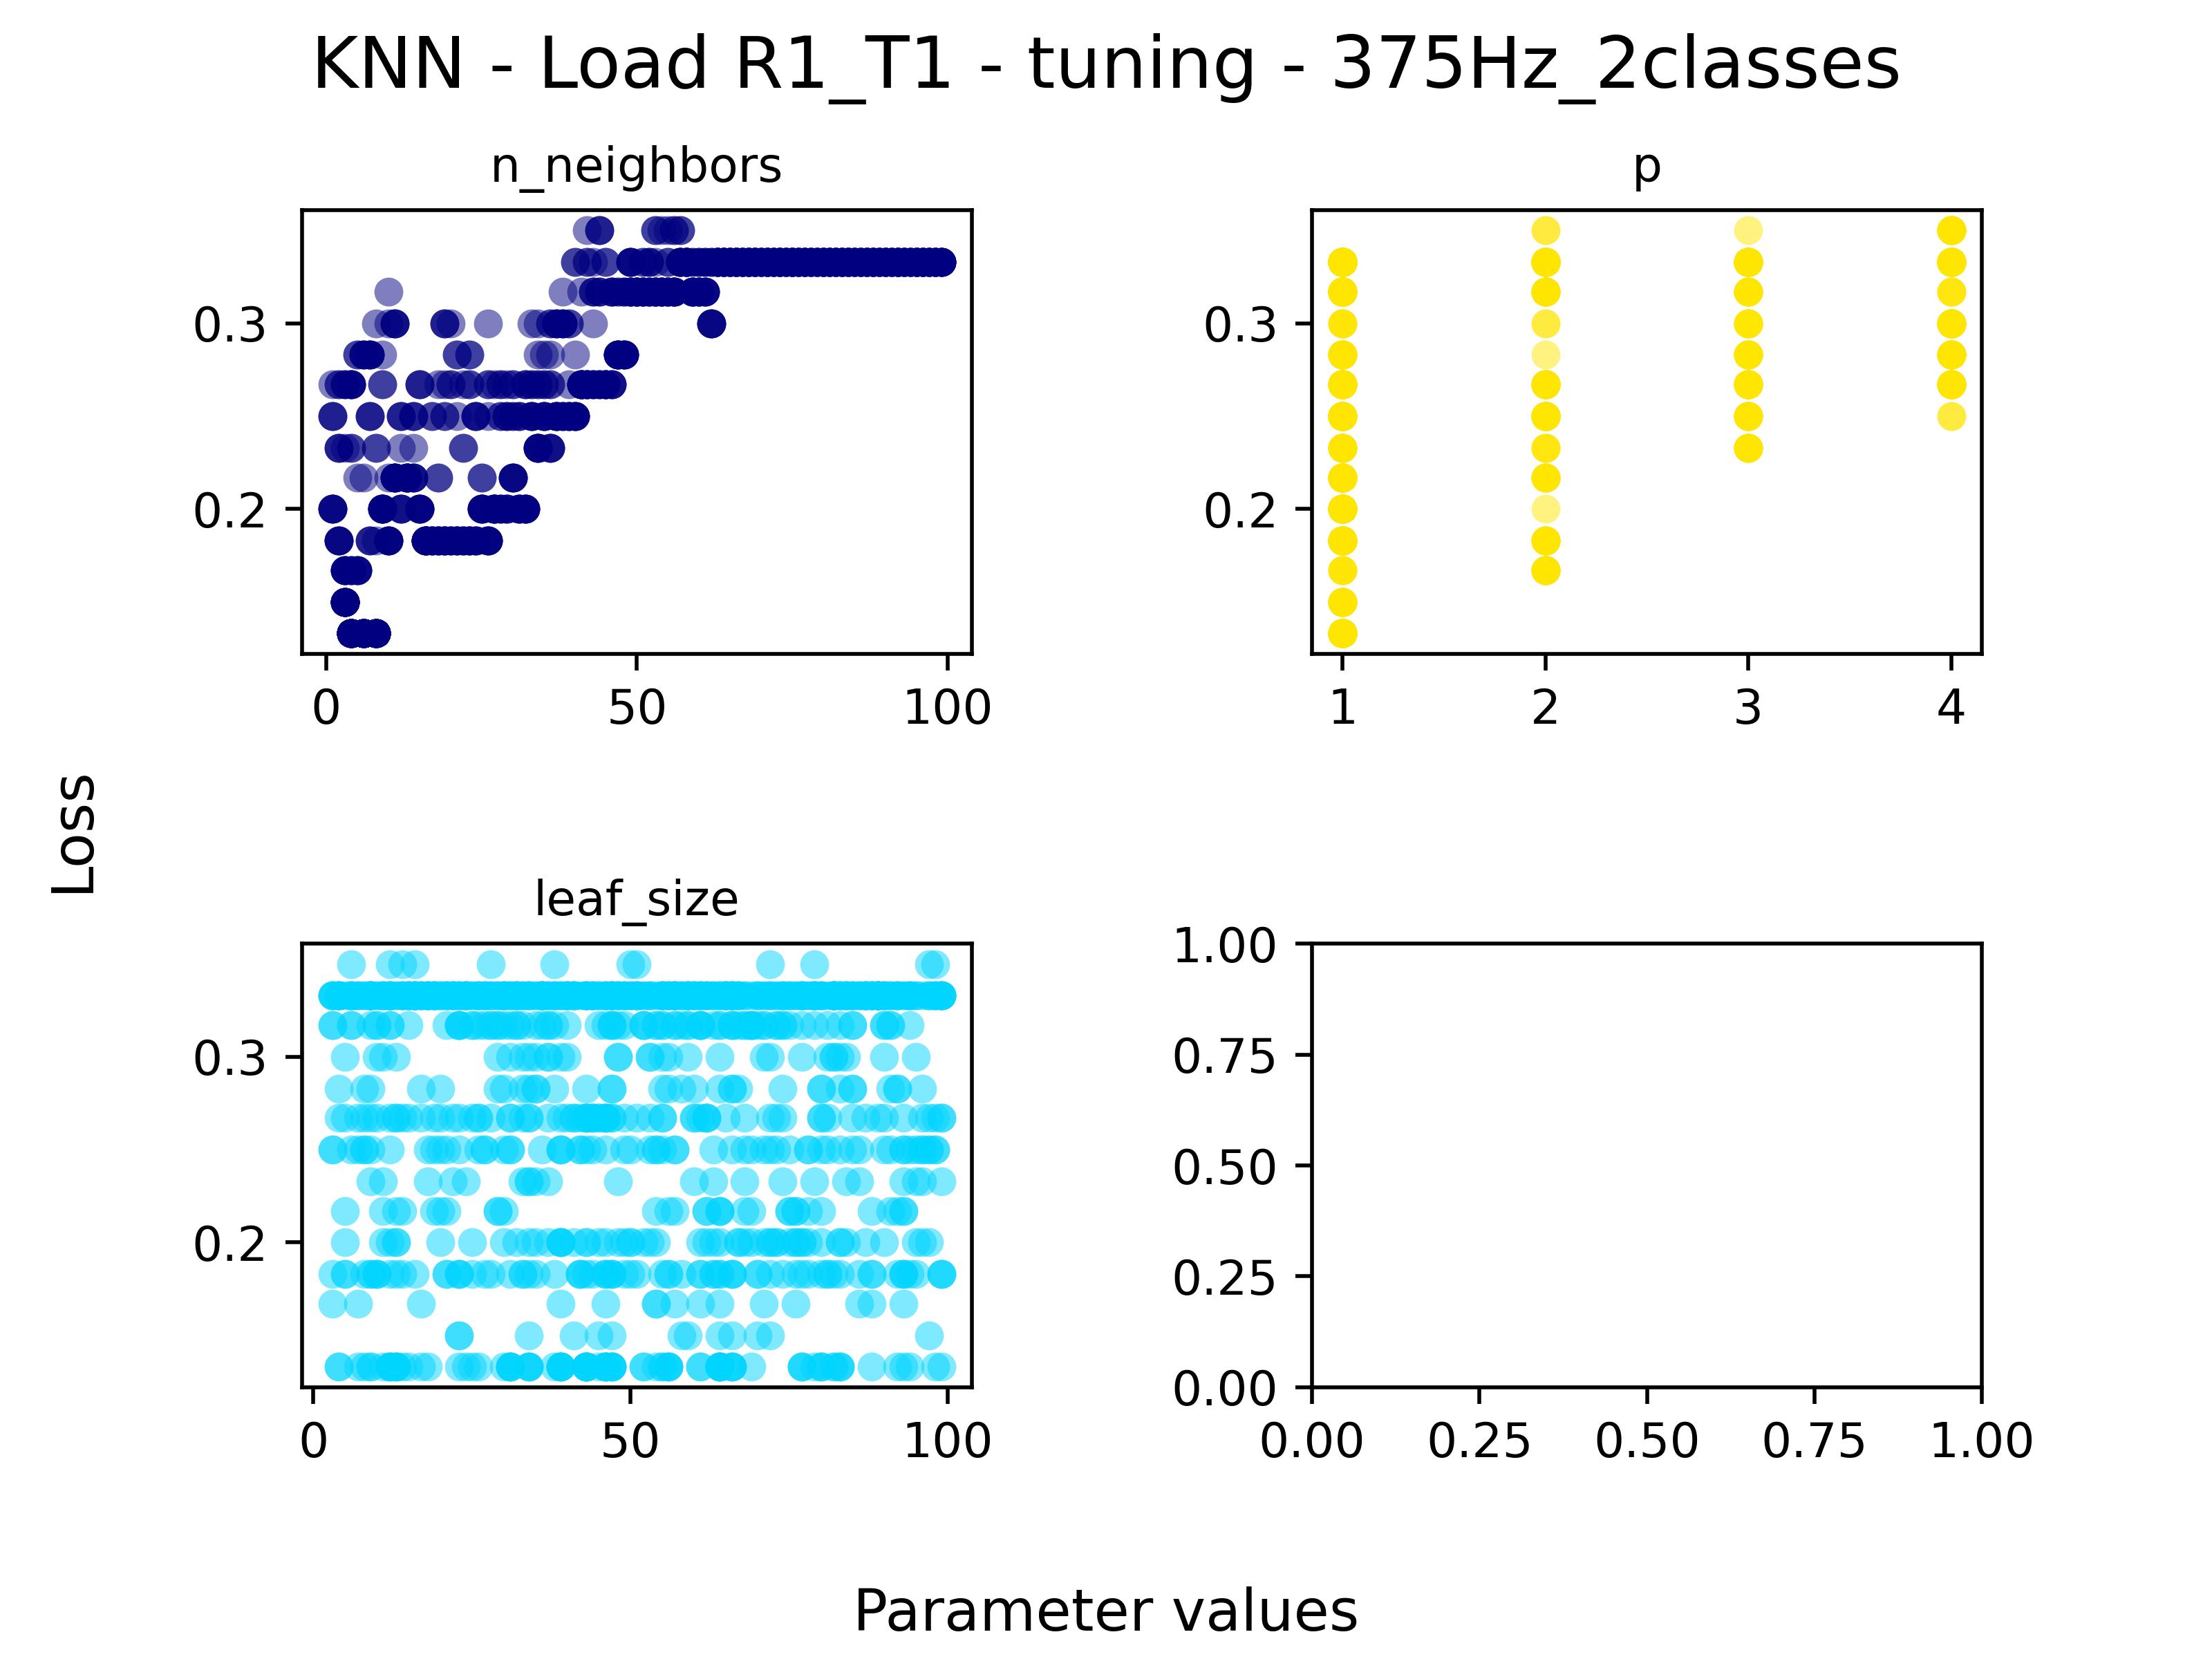 KNN - Load R1_T1 - tuning - 375Hz_2classes
n_neighbors
0.3
0.2
0 50 100
p
0.3
0.2
1 2 3 4
Loss
leaf_size
0.3
0.2
0 50 100
1.00
0.75
0.50
0.25
0.00
0.00 0.25 0.50 0.75 1.00
Parameter values